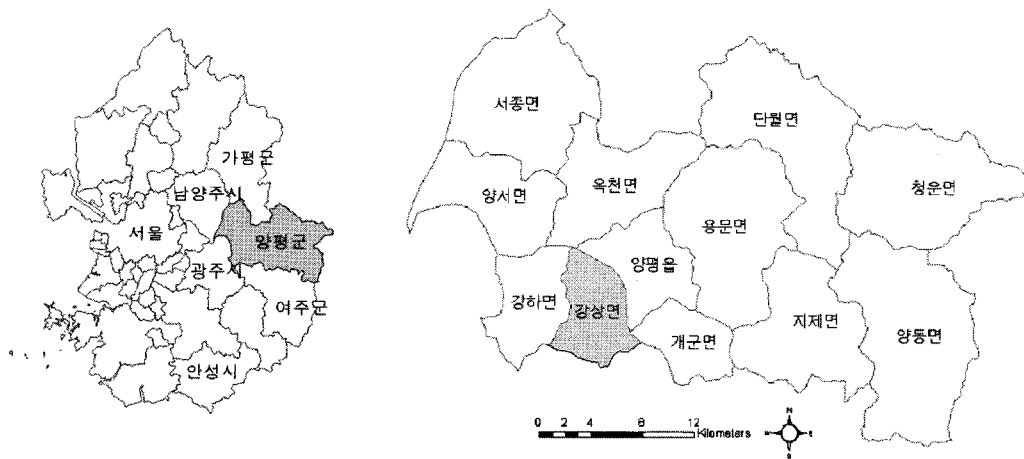 가평군
남양주시
서울
양평군
광주시
여주군
안성시
서종면
단월면
양서면
옥천면
청운면
용문면
양평읍
강하면
강상면
지제면
개군면
양동면
0 2 4 8 12
Kilometers
N
S